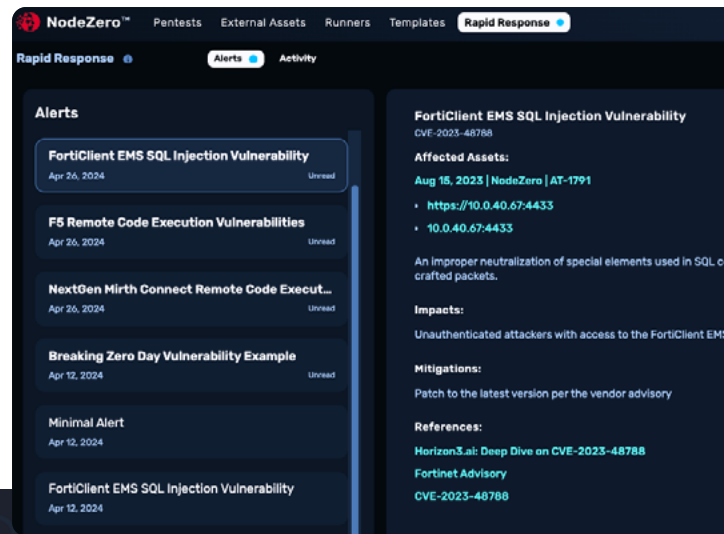 NodeZero™ Pentests External Assets Runners Templates Rapid Response
Rapid Response Alerts Activity
Alerts
FortiClient EMS SQL Injection Vulnerability
Apr 26, 2024 Unread
F5 Remote Code Execution Vulnerabilities
Apr 26, 2024 Unread
NextGen Mirth Connect Remote Code Execut...
Apr 26, 2024 Unread
Breaking Zero Day Vulnerability Example
Apr 12, 2024 Unread
Minimal Alert
Apr 12, 2024
FortiClient EMS SQL Injection Vulnerability
Apr 12, 2024
FortiClient EMS SQL Injection Vulnerability
CVE-2023-48788
Affected Assets:
Aug 15, 2023 | NodeZero | AT-1791
• https://10.0.40.67:4433
• 10.0.40.67:4433
An improper neutralization of special elements used in SQL c
crafted packets.
Impacts:
Unauthenticated attackers with access to the FortiClient EMS
Mitigations:
Patch to the latest version per the vendor advisory
References:
Horizon3.ai: Deep Dive on CVE-2023-48788
Fortinet Advisory
CVE-2023-48788